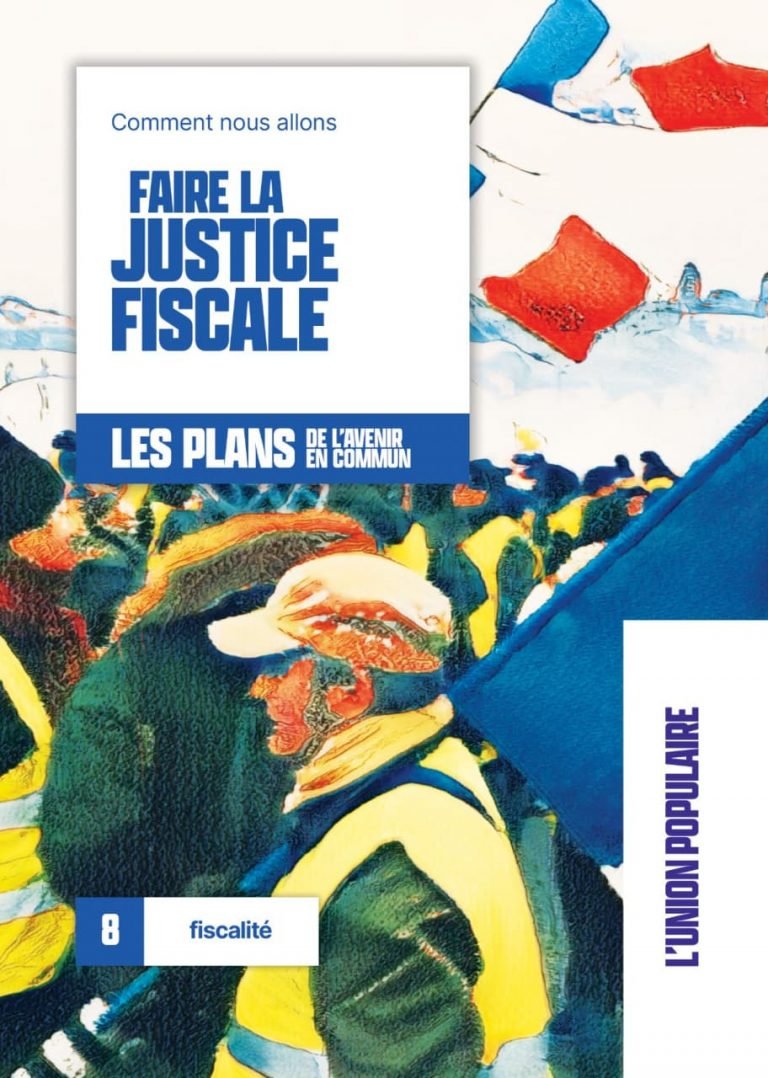 Comment nous allons
FAIRE LA
JUSTICE
FISCALE
LES PLANS DE L'AVENIR
EN COMMUN
8 fiscalité
L'UNION POPULAIRE